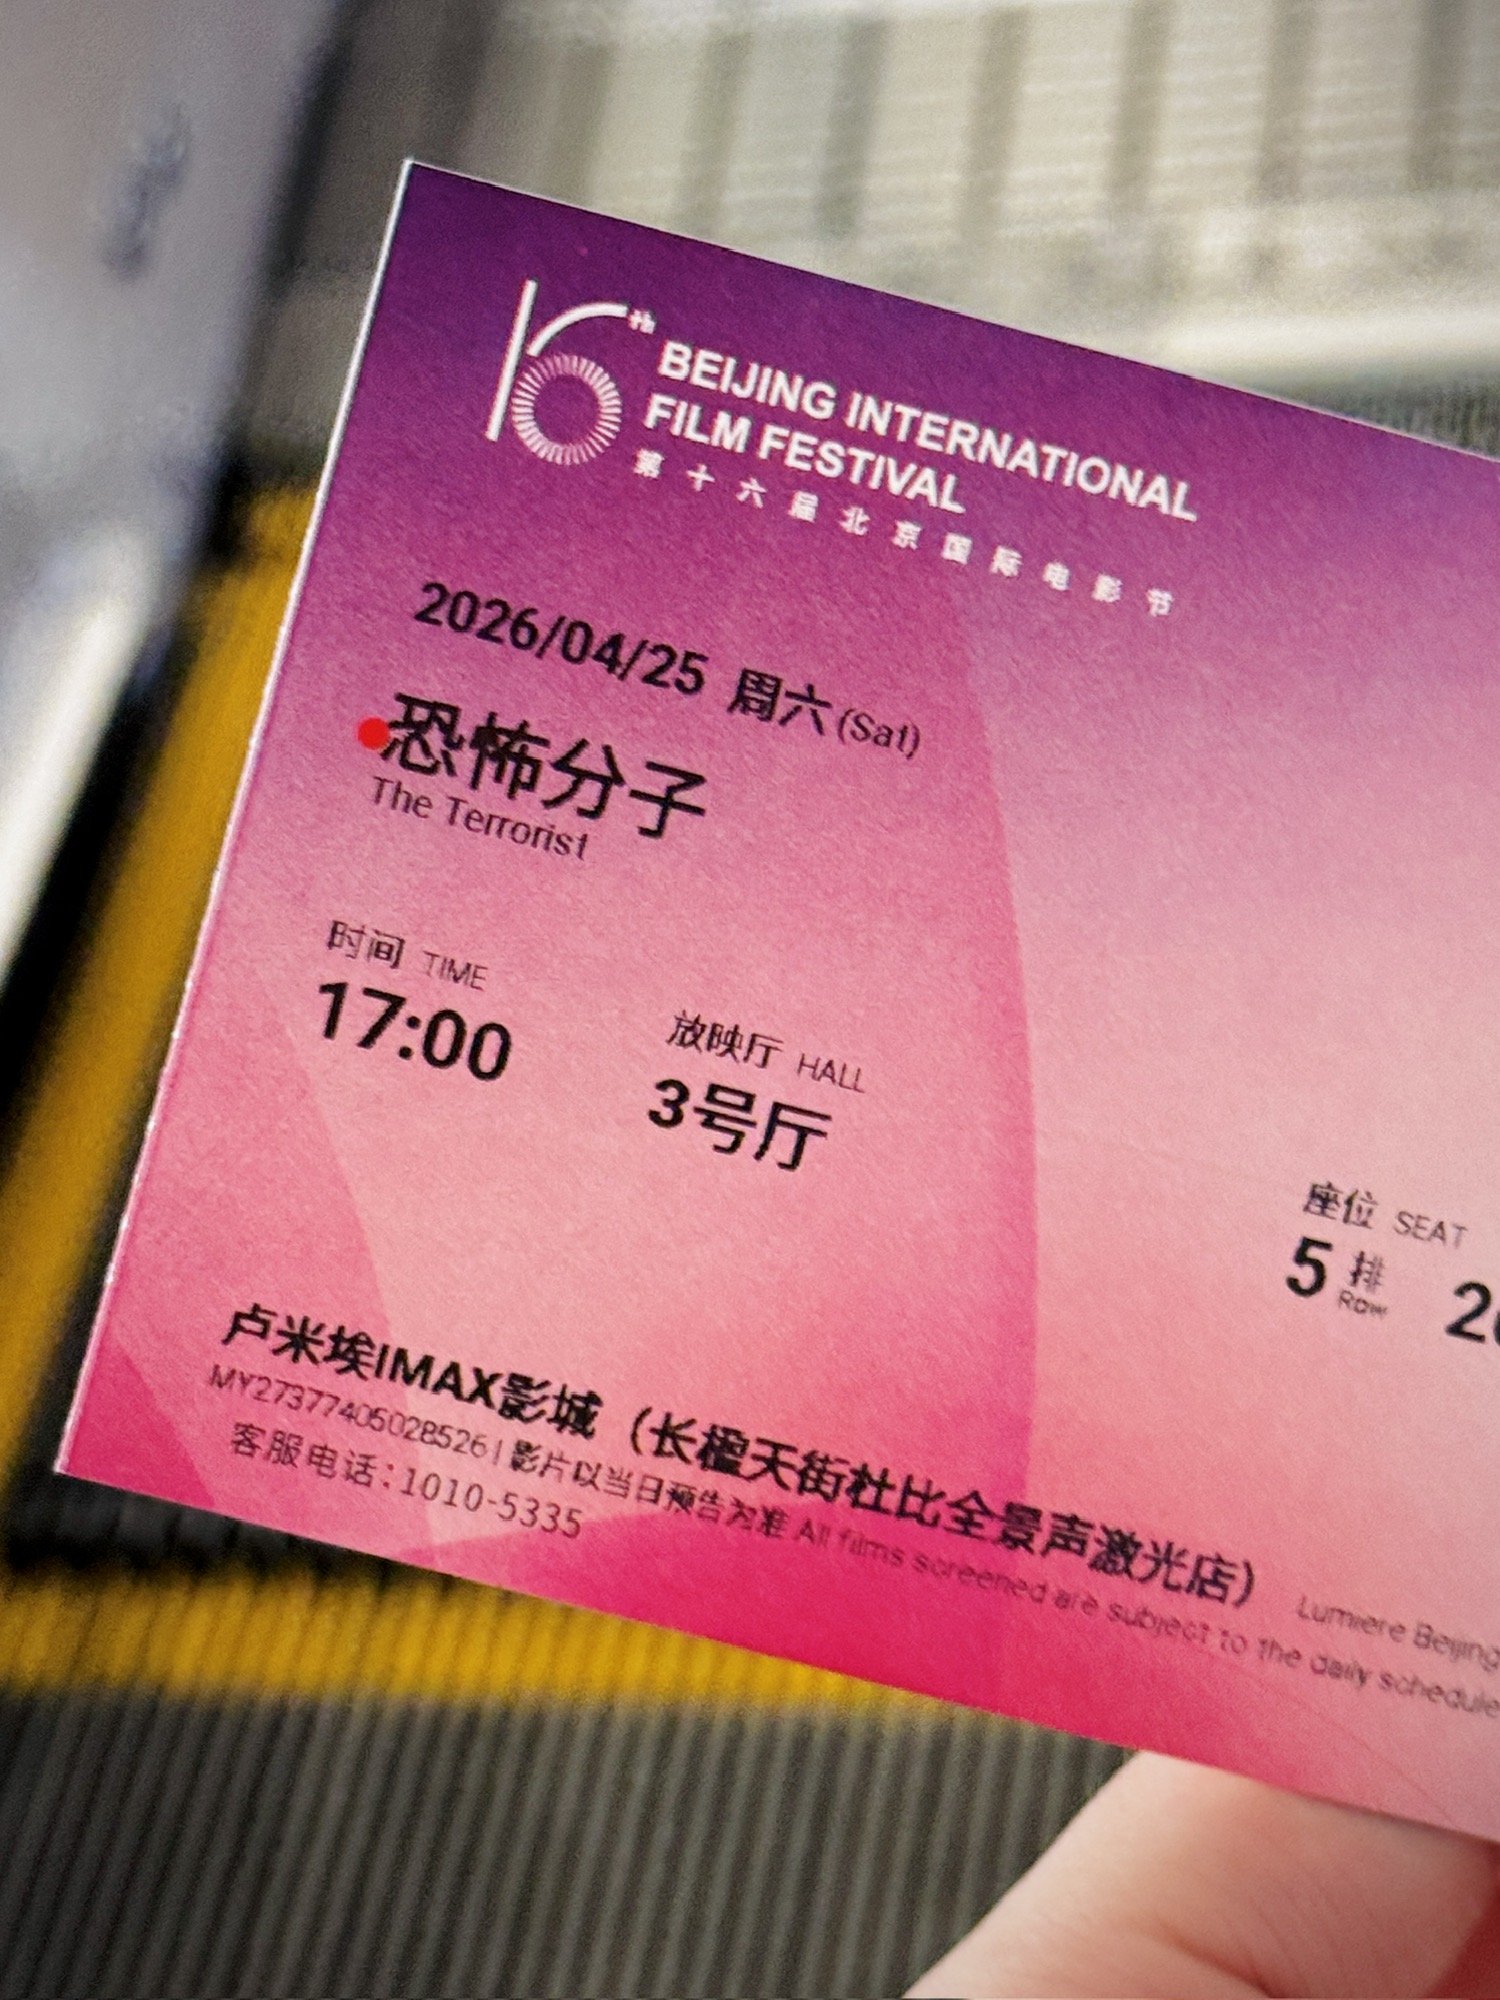 16th
BEIJING INTERNATIONAL
FILM FESTIVAL
第十六届北京国际电影节
2026/04/25 周六(Sat)
恐怖分子
The Terrorist
时间 TIME
17:00
放映厅 HALL
3号厅
座位 SEAT
5 排
Row
卢米埃IMAX影城（长楹天街杜比全景声激光店） Lumiere Beijing
MY27377405028526 | 影片以当日预告为准 All films screened are subject to the daily schedule
客服电话:1010-5335